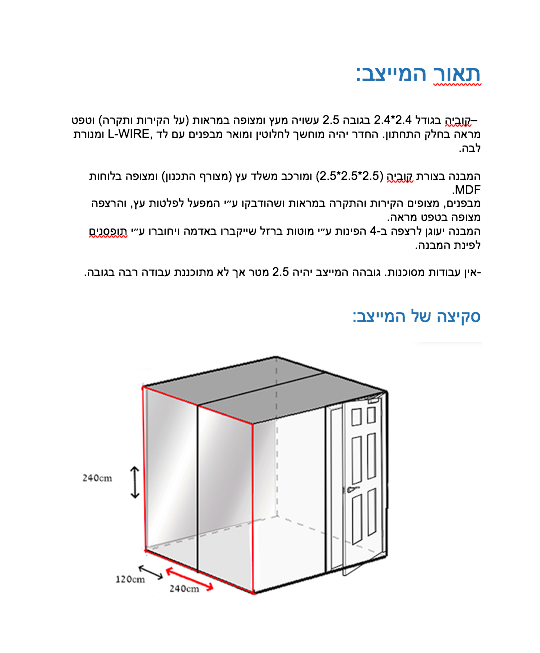 תאור המייצב:
–קוביה בגודל 2.4*2.4 בגובה 2.5 עשויה מעץ ומצופה במראות (על הקירות ותקרה) וטפט
מראה בחלק התחתון. החדר יהיה מוחשך לחלוטין ומואר מבפנים עם לד L-WIRE, ומנורת
לבה.
המבנה בצורת קוביה (2.5*2.5*2.5) ומורכב משלד עץ (מצורף התכנון) ומצופה בלוחות
MDF.
מבפנים, מצופים הקירות והתקרה במראות ושהודבקו ע״י המפעל לפלטות עץ, והרצפה
מצופה בטפט מראה.
המבנה יעוגן לרצפה ב-4 הפינות ע״י מוטות ברזל שייקברו באדמה ויחוברו ע״י תופסנים
לפינת המבנה.
-אין עבודות מסוכנות. גובהה המייצב יהיה 2.5 מטר אך לא מתוכננת עבודה רבה בגובה.
סקיצה של המייצב:
240cm
120cm
240cm